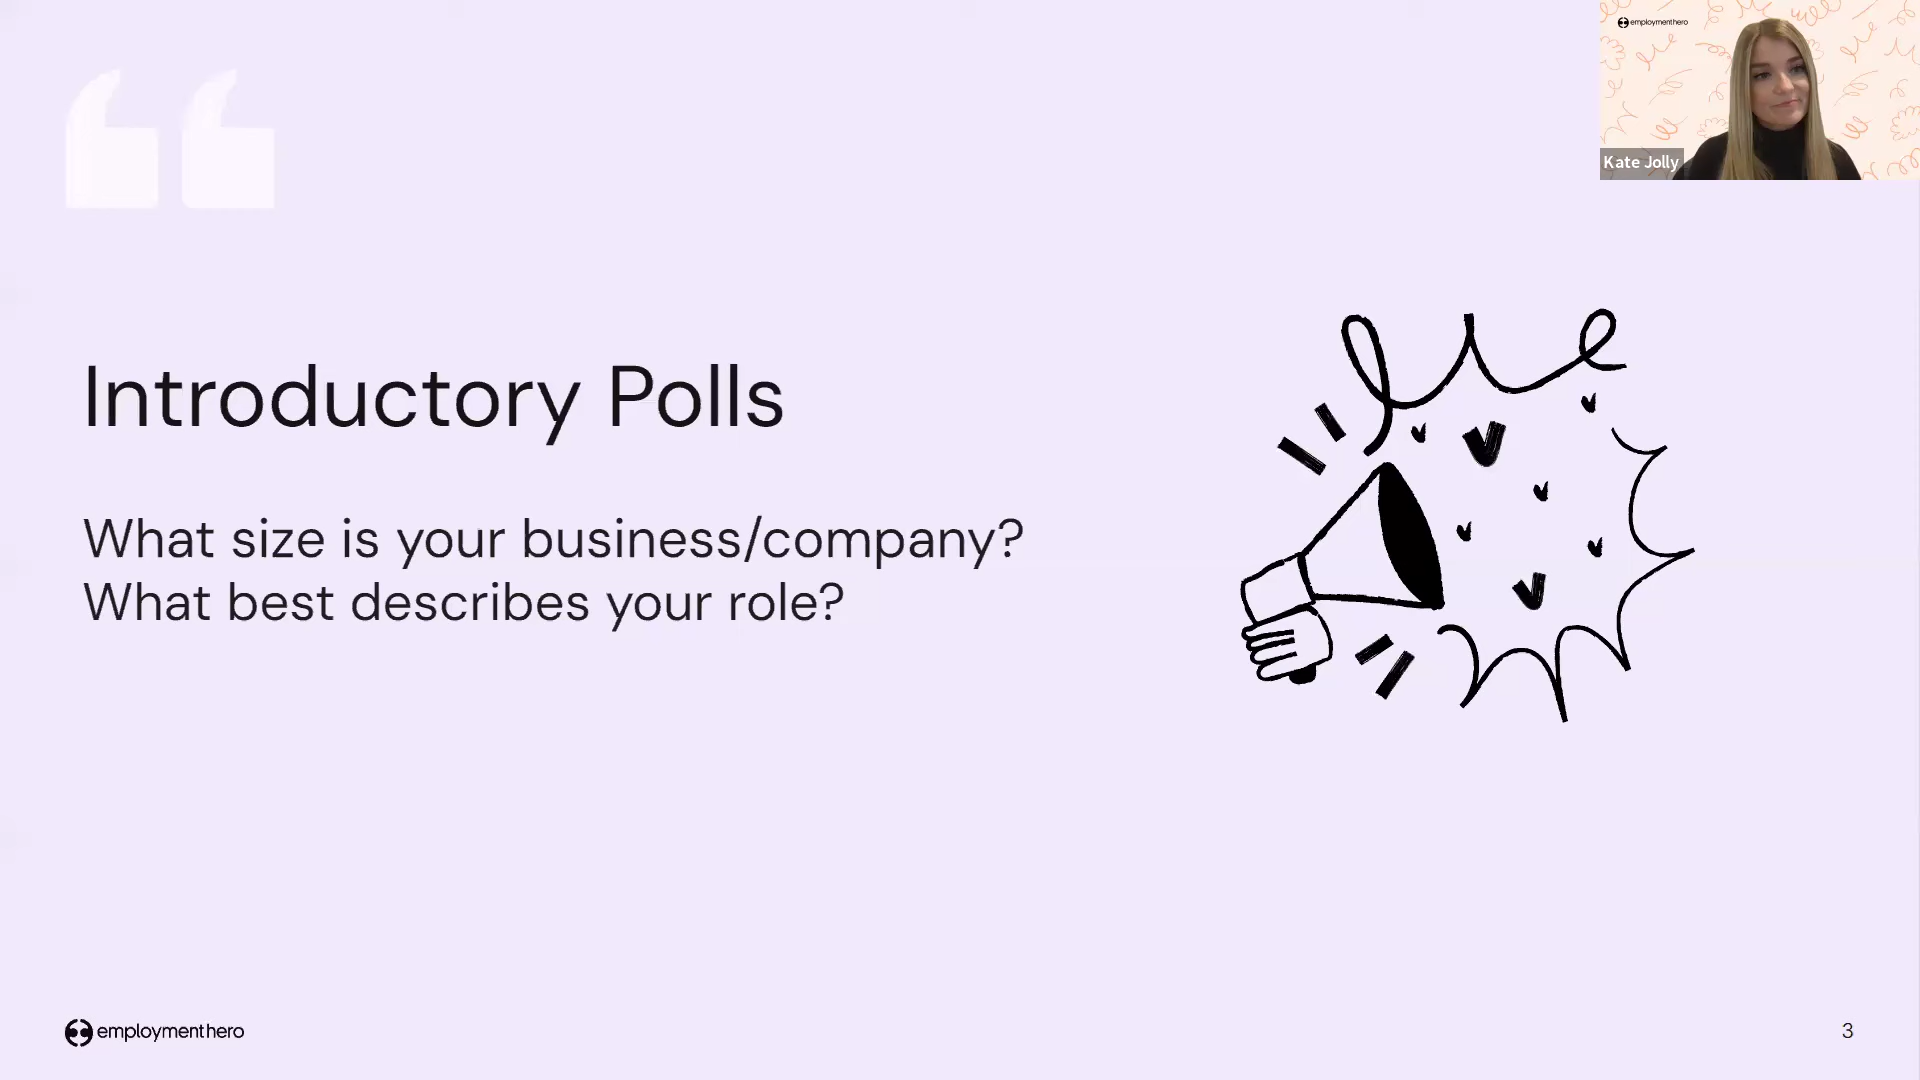 employmenthero
Kate Jolly
Introductory Polls
What size is your business/company?
What best describes your role?
employmenthero
3